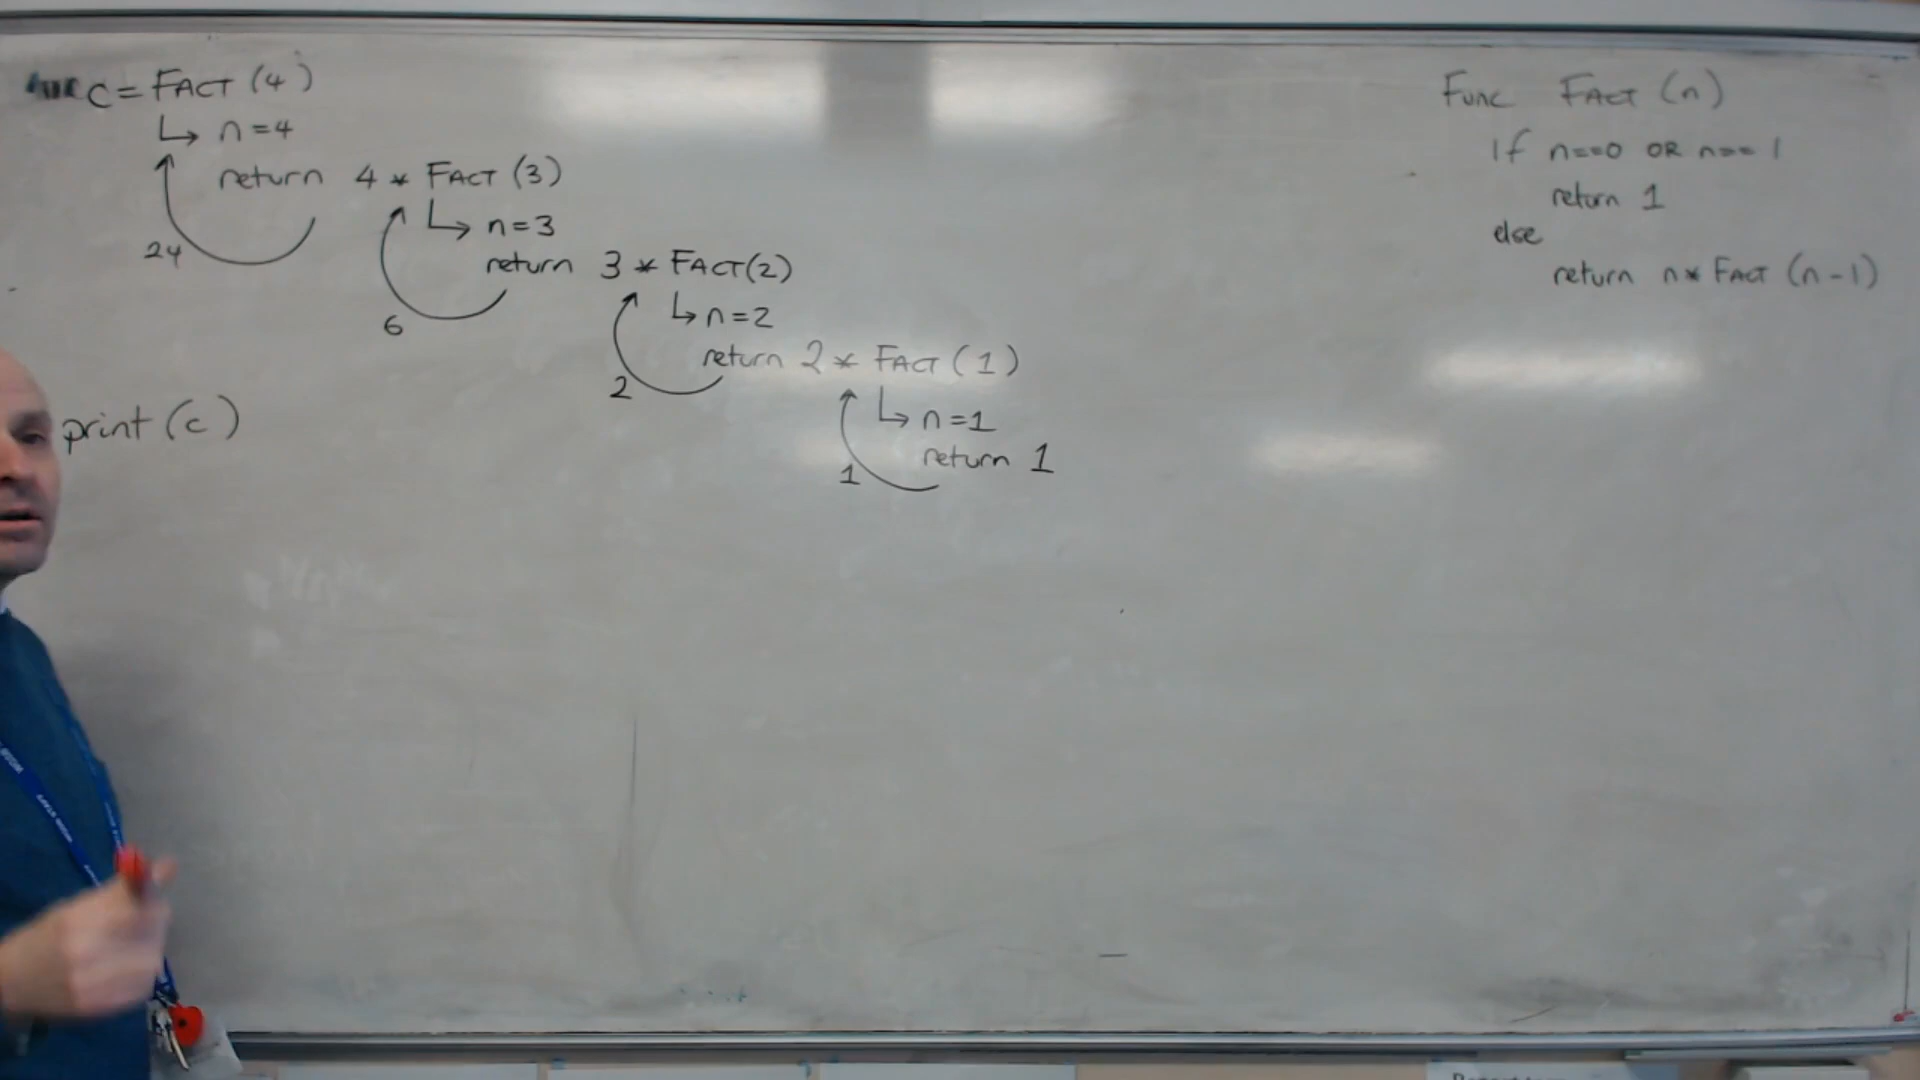 c = FACT (4)
n = 4
return 4 * FACT (3)
24
n = 3
return 3 * FACT(2)
6
n = 2
return 2 * FACT (1)
2
n = 1
return 1
1
print (c)
Func FACT (n)
If n==0 OR n== 1
return 1
else
return n * FACT (n - 1)